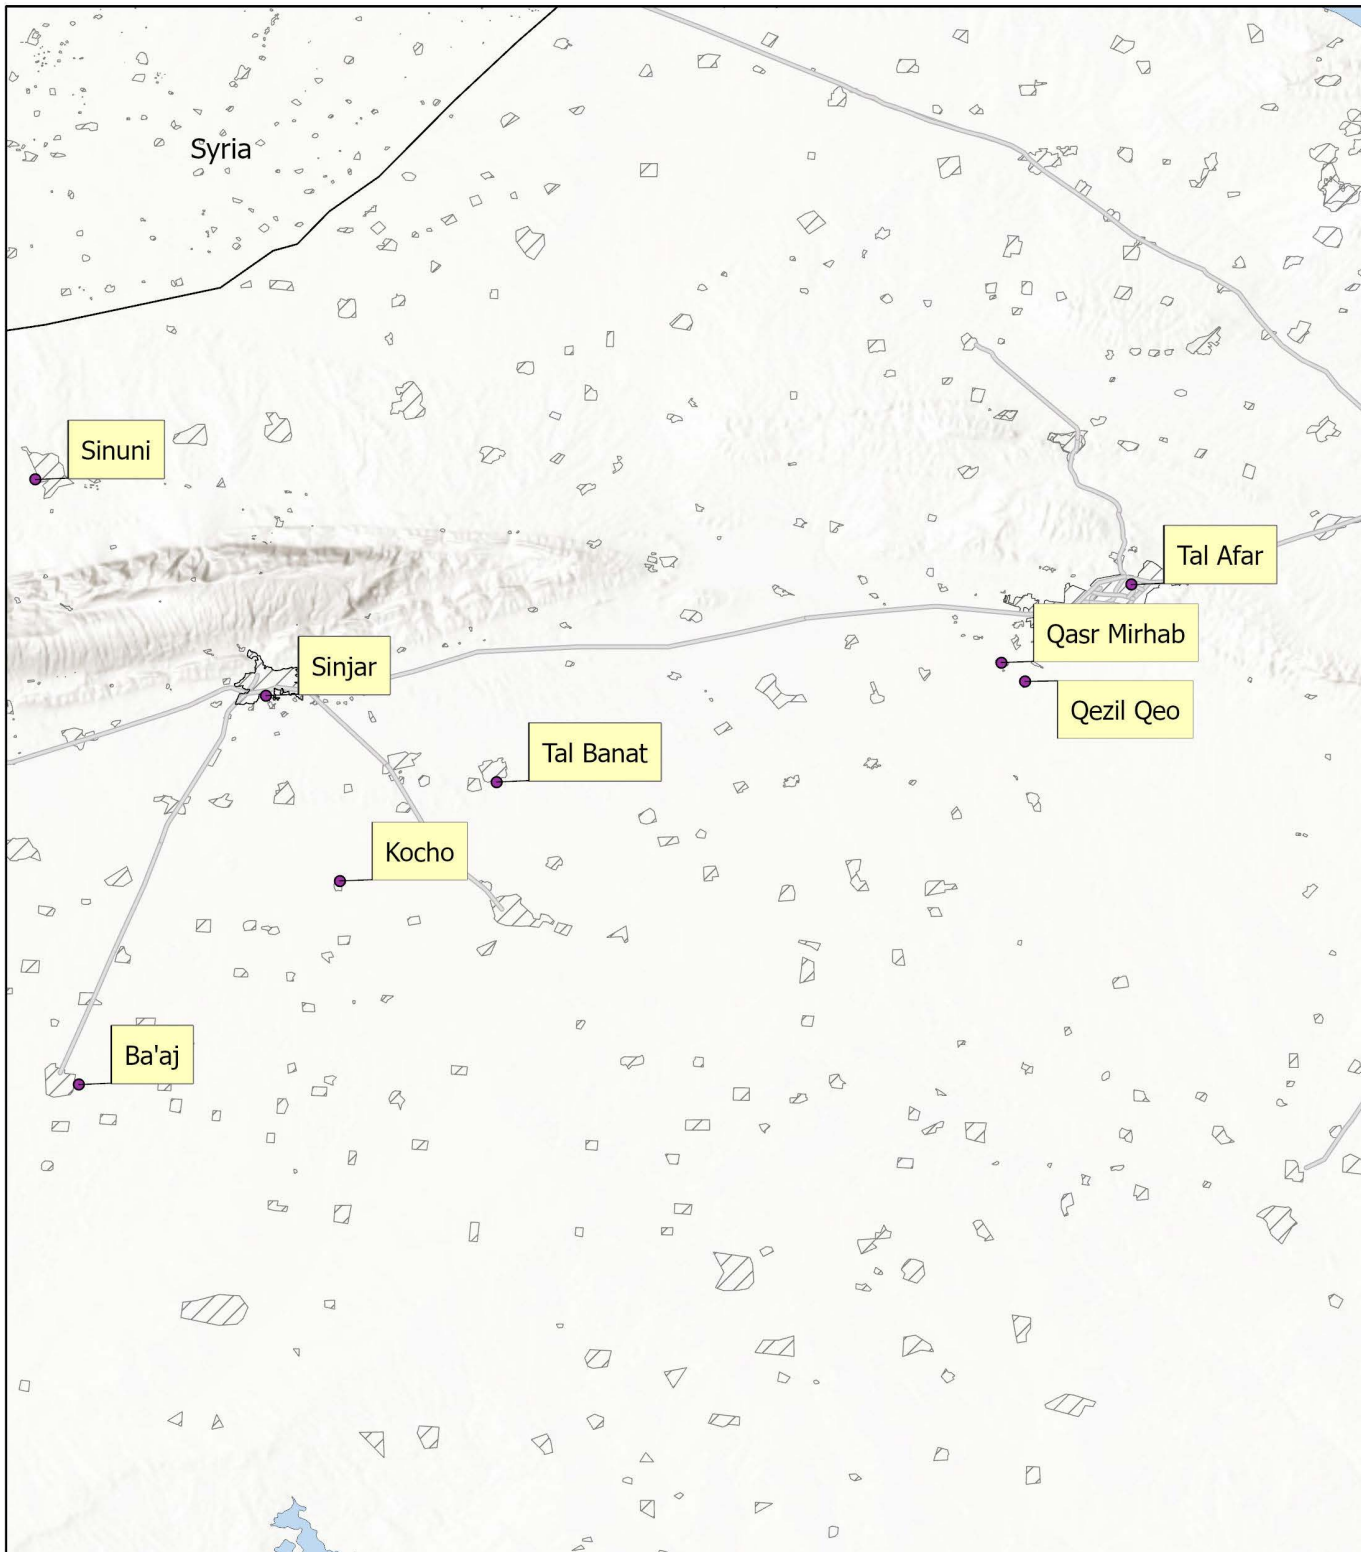 Syria
Sinuni
Tal Afar
Qasr Mirhab
Sinjar
Qezil Qeo
Tal Banat
Kocho
Ba'aj